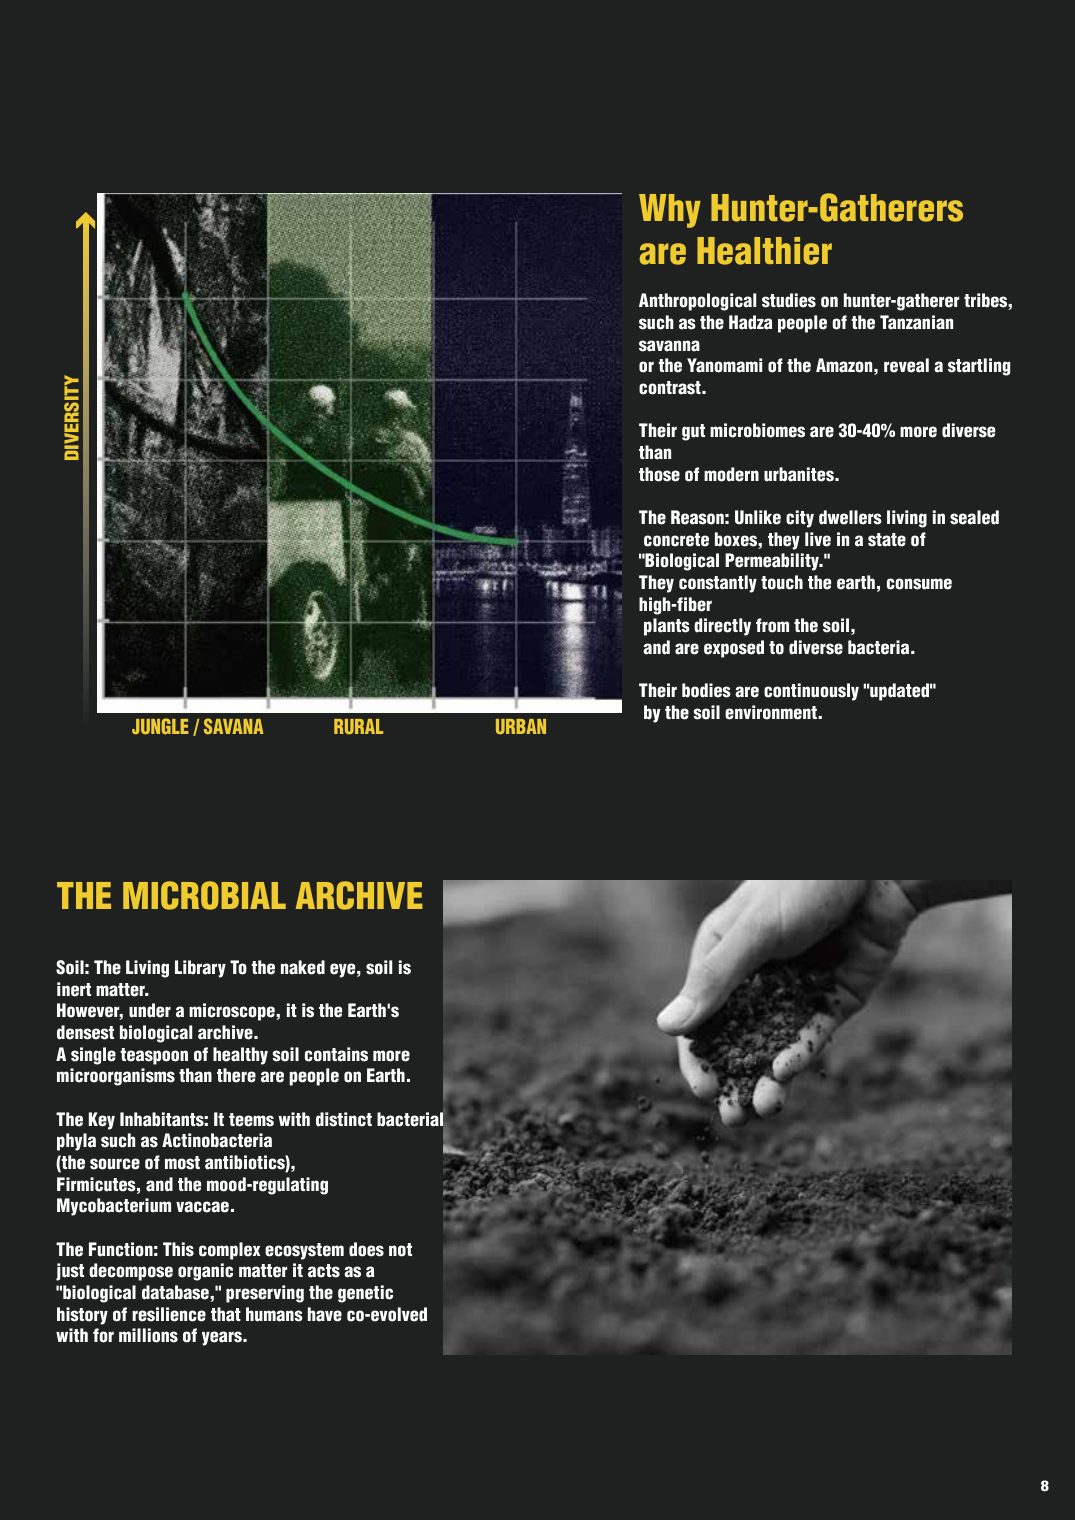 Why Hunter-Gatherers
are Healthier
Anthropological studies on hunter-gatherer tribes,
such as the Hadza people of the Tanzanian
savanna
or the Yanomami of the Amazon, reveal a startling
contrast.
Their gut microbiomes are 30-40% more diverse
than
those of modern urbanites.
The Reason: Unlike city dwellers living in sealed
concrete boxes, they live in a state of
"Biological Permeability."
They constantly touch the earth, consume
high-fiber
plants directly from the soil,
and are exposed to diverse bacteria.
Their bodies are continuously "updated"
by the soil environment.
DIVERSITY
JUNGLE / SAVANA
RURAL
URBAN
THE MICROBIAL ARCHIVE
Soil: The Living Library To the naked eye, soil is
inert matter.
However, under a microscope, it is the Earth's
densest biological archive.
A single teaspoon of healthy soil contains more
microorganisms than there are people on Earth.
The Key Inhabitants: It teems with distinct bacterial
phyla such as Actinobacteria
(the source of most antibiotics),
Firmicutes, and the mood-regulating
Mycobacterium vaccae.
The Function: This complex ecosystem does not
just decompose organic matter it acts as a
"biological database," preserving the genetic
history of resilience that humans have co-evolved
with for millions of years.
8